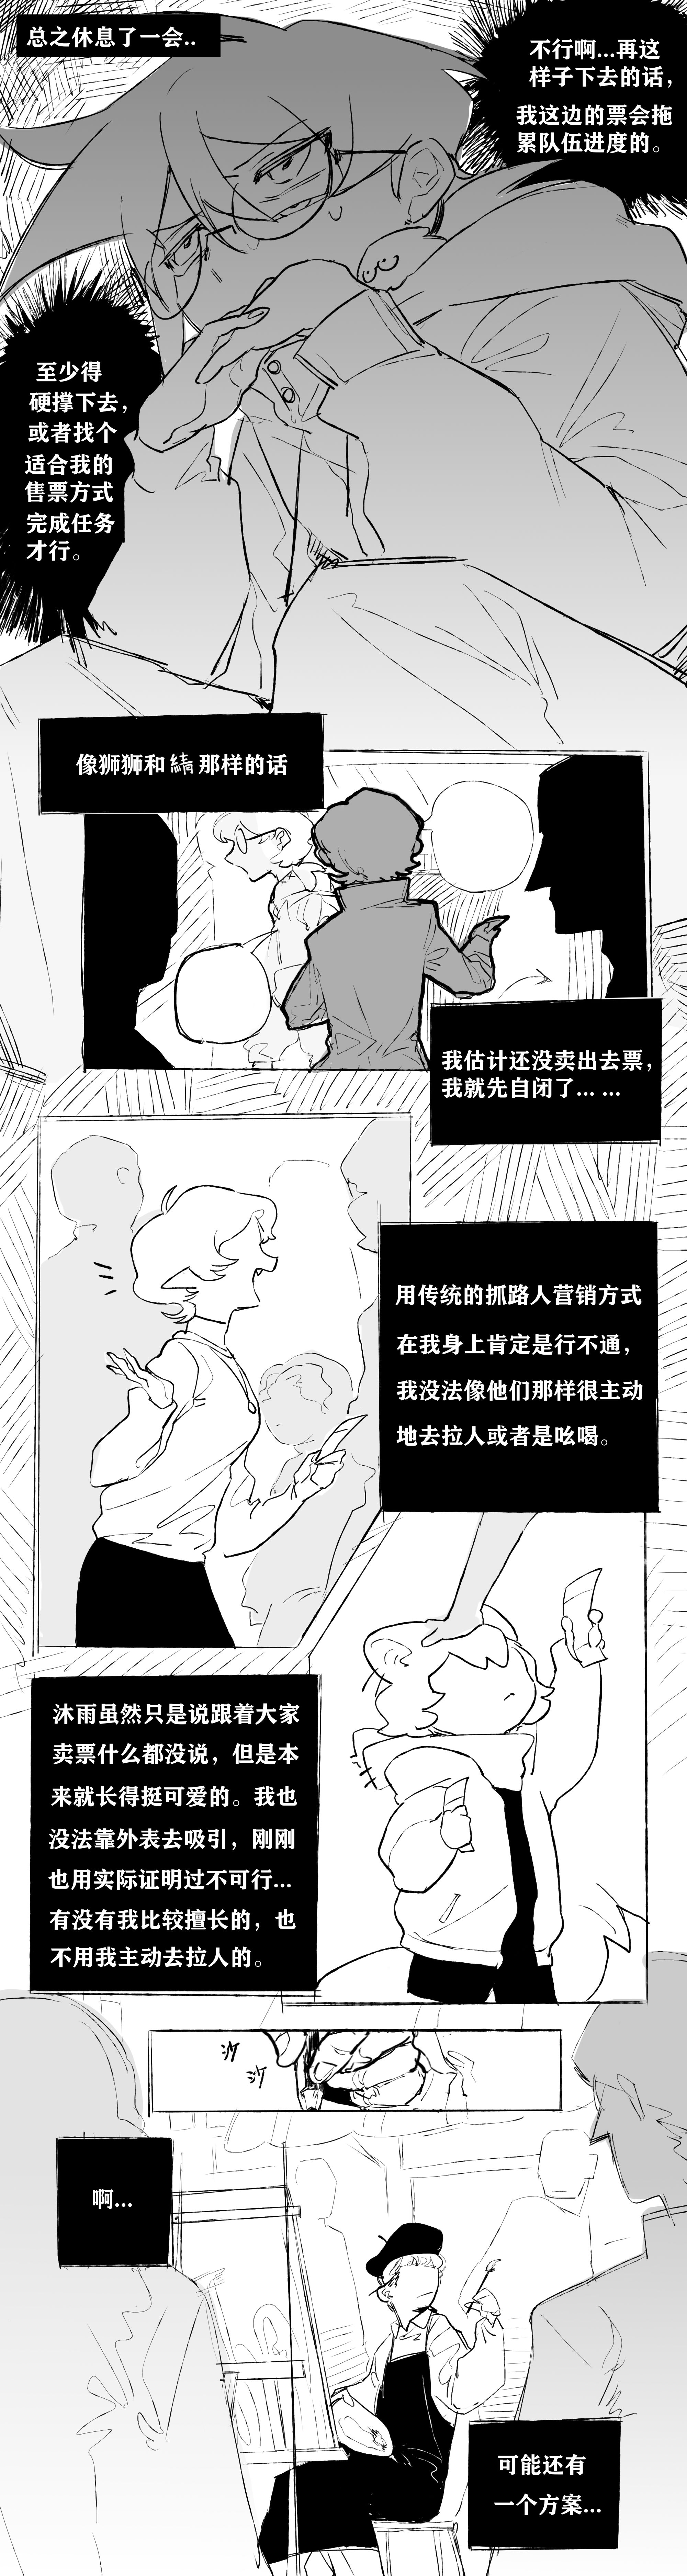 总之休息了一会..
不行啊...再这
样子下去的话，
我这边的票会拖
累队伍进度的。
至少得
硬撑下去，
或者找个
适合我的
售票方式
完成任务
才行。
像狮狮和綪那样的话
我估计还没卖出去票，
我就先自闭了... ...
用传统的抓路人营销方式
在我身上肯定是行不通，
我没法像他们那样很主动
地去拉人或者是吆喝。
沐雨虽然只是说跟着大家
卖票什么都没说，但是本
来就长得挺可爱的。我也
没法靠外表去吸引，刚刚
也用实际证明过不可行...
有没有我比较擅长的，也
不用我主动去拉人的。
沙
沙
啊...
可能还有
一个方案...